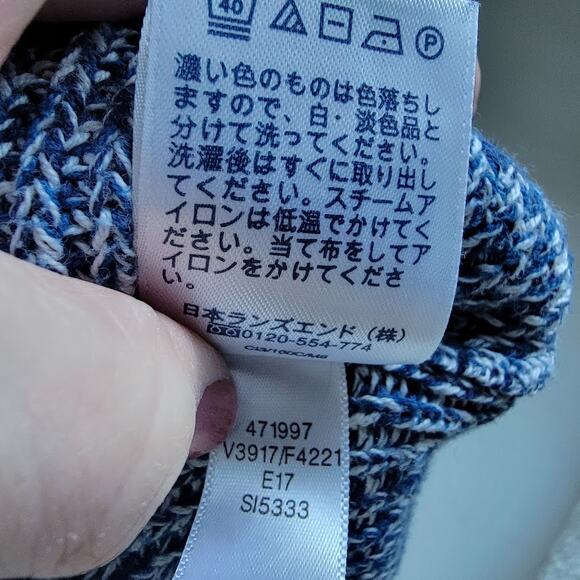 40 P
濃い色のものは色落ちし
ますので、白・淡色品と
分けて洗ってください。
洗濯後はすぐに取り出し
てください。スチームア
イロンは低温でかけてく
ださい。当て布をしてア
イロンをかけてくださ
い。
日本ランズエンド（株）
0120-554-774
471997
V3917/F4221
E17
SI5333